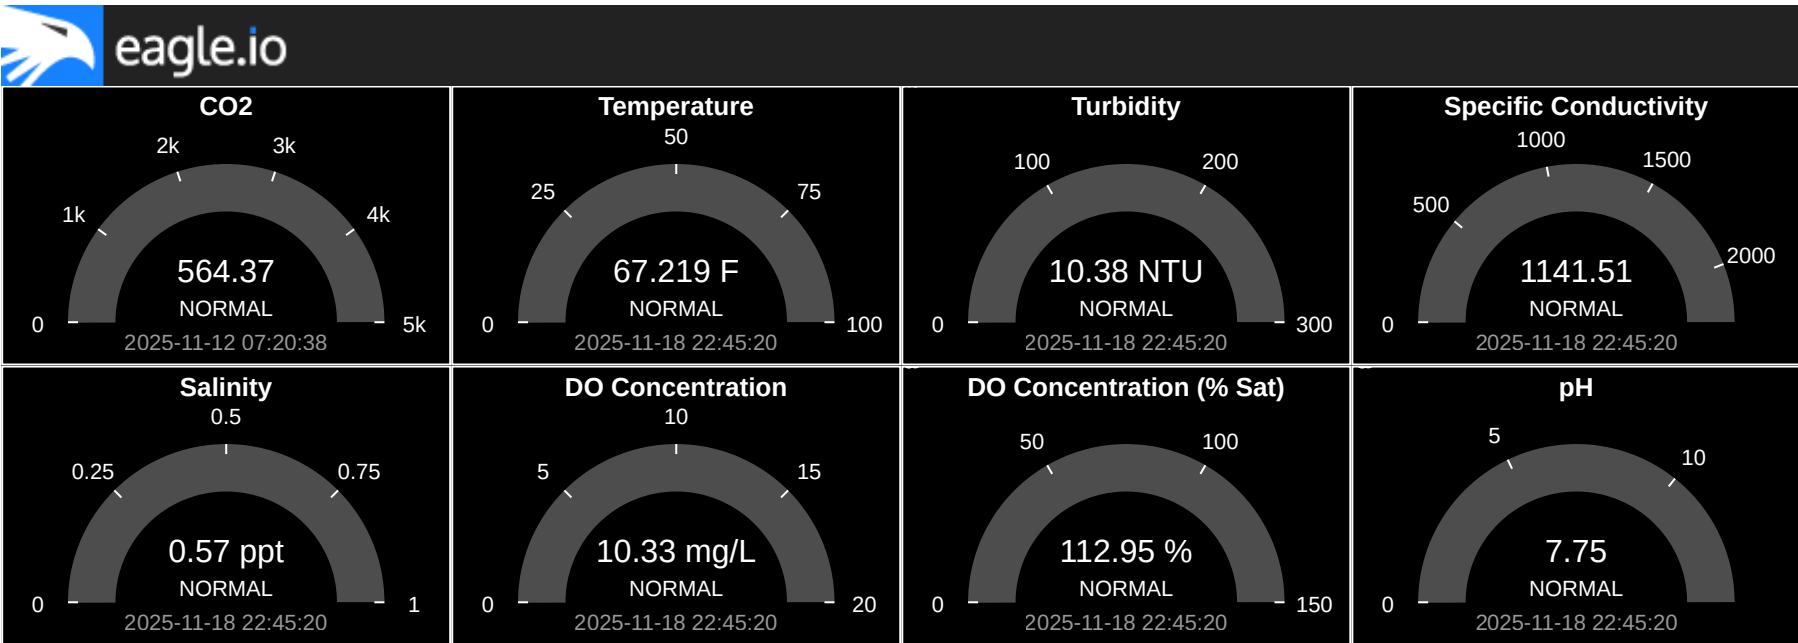 eagle.io
CO2
2k 3k
1k 4k
564.37
NORMAL
0 5k
2025-11-12 07:20:38
Temperature
50
25 75
67.219 F
NORMAL
0 100
2025-11-18 22:45:20
Turbidity
100 200
10.38 NTU
NORMAL
0 300
2025-11-18 22:45:20
Specific Conductivity
1000
1500
500
2000
1141.51
NORMAL
0
2025-11-18 22:45:20
Salinity
0.5
0.25 0.75
0.57 ppt
NORMAL
0 1
2025-11-18 22:45:20
DO Concentration
10
5 15
10.33 mg/L
NORMAL
0 20
2025-11-18 22:45:20
DO Concentration (% Sat)
50 100
112.95 %
NORMAL
0 150
2025-11-18 22:45:20
pH
5
10
7.75
NORMAL
0
2025-11-18 22:45:20